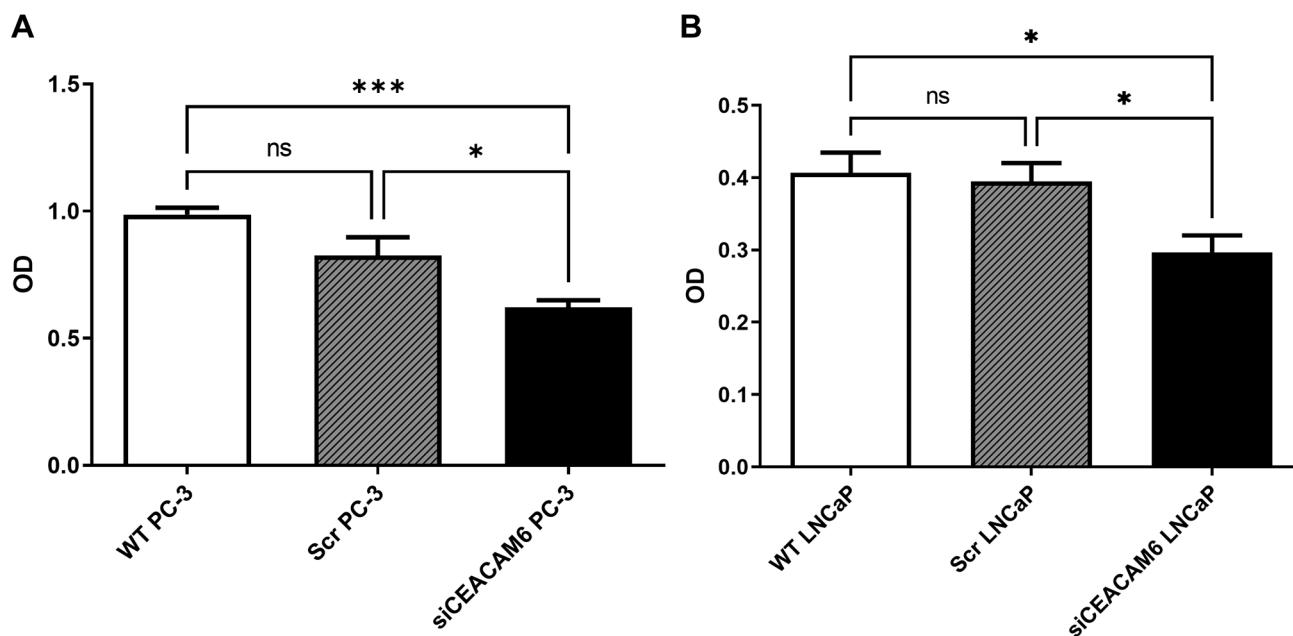 A
***
ns
*
1.5
1.0
0.5
0.0
OD
WT PC-3
Scr PC-3
siCEACAM6 PC-3
B
*
ns
*
0.5
0.4
0.3
0.2
0.1
0.0
OD
WT LNCaP
Scr LNCaP
siCEACAM6 LNCaP